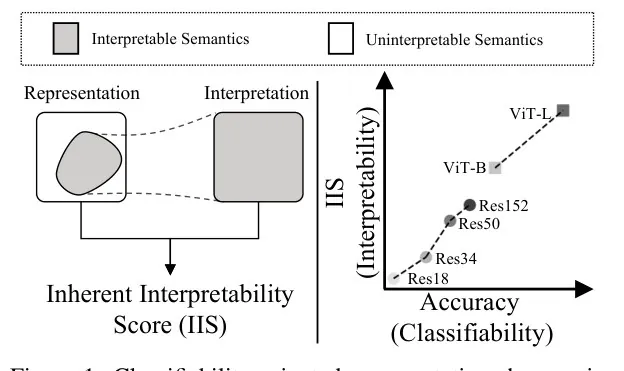 Interpretable Semantics
Uninterpretable Semantics
Representation
Interpretation
Inherent Interpretability
Score (IIS)
IIS
(Interpretability)
ViT-L
ViT-B
Res152
Res50
Res34
Res18
Accuracy
(Classifiability)